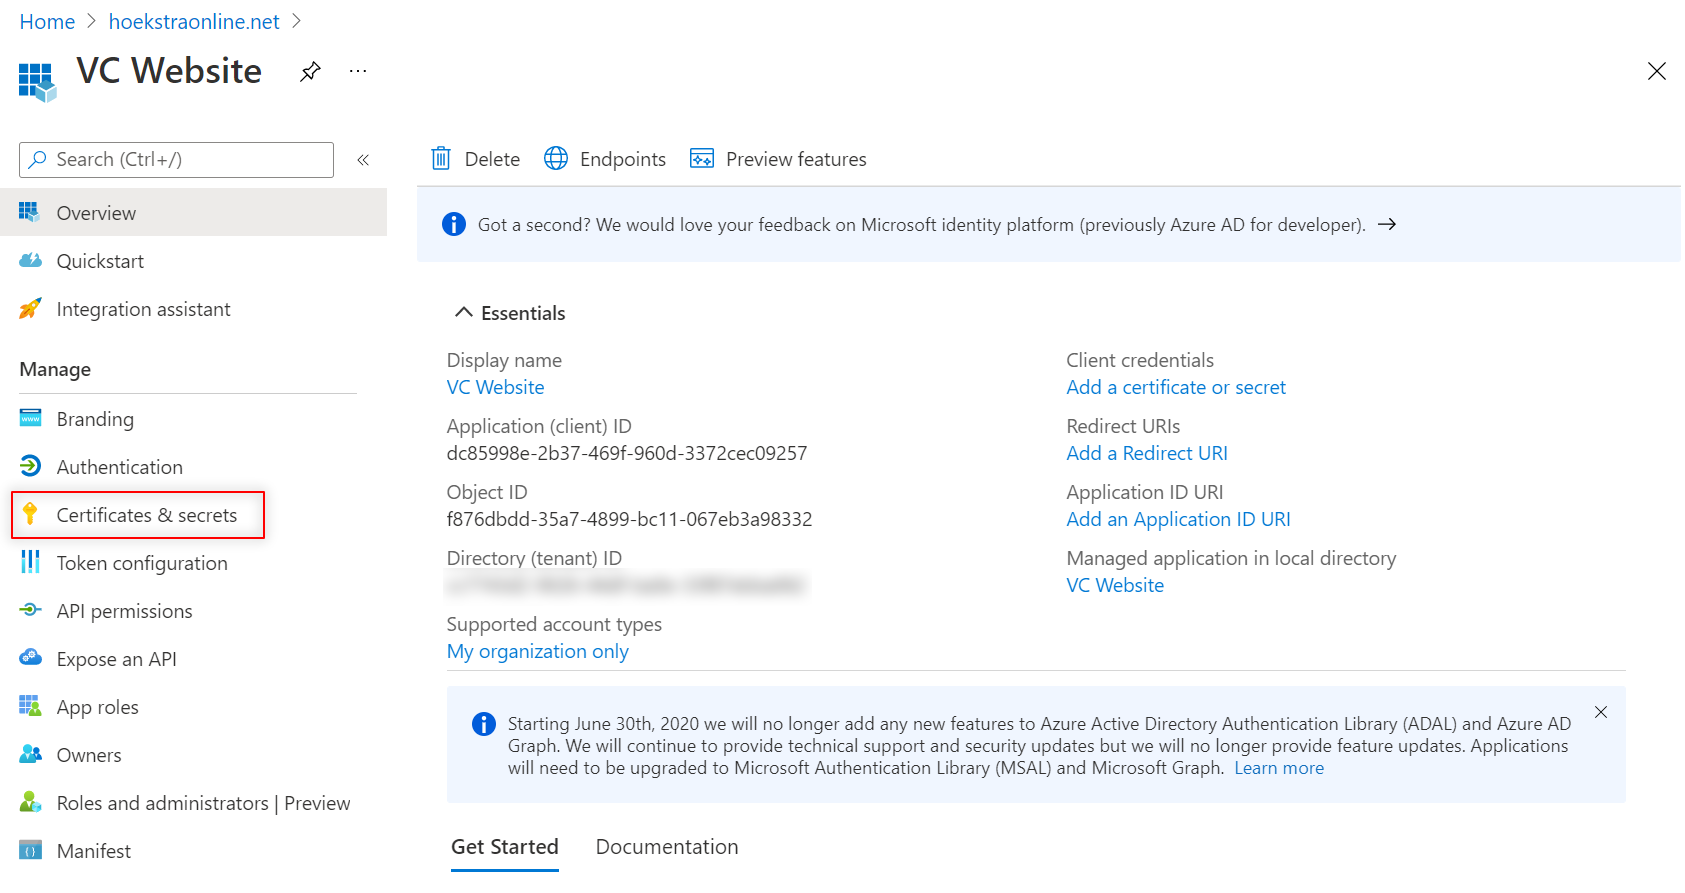 Home > hoekstraonline.net >
VC Website
Search (Ctrl+/)
«
Overview
Quickstart
Integration assistant
Manage
Branding
Authentication
Certificates & secrets
Token configuration
API permissions
Expose an API
App roles
Owners
Roles and administrators | Preview
Manifest
Delete
Endpoints
Preview features
Got a second? We would love your feedback on Microsoft identity platform (previously Azure AD for developer). →
Essentials
Display name
VC Website
Application (client) ID
dc85998e-2b37-469f-960d-3372cec09257
Object ID
f876dbdd-35a7-4899-bc11-067eb3a98332
Directory (tenant) ID
Supported account types
My organization only
Client credentials
Add a certificate or secret
Redirect URIs
Add a Redirect URI
Application ID URI
Add an Application ID URI
Managed application in local directory
VC Website
Starting June 30th, 2020 we will no longer add any new features to Azure Active Directory Authentication Library (ADAL) and Azure AD
Graph. We will continue to provide technical support and security updates but we will no longer provide feature updates. Applications
will need to be upgraded to Microsoft Authentication Library (MSAL) and Microsoft Graph. Learn more
Get Started
Documentation